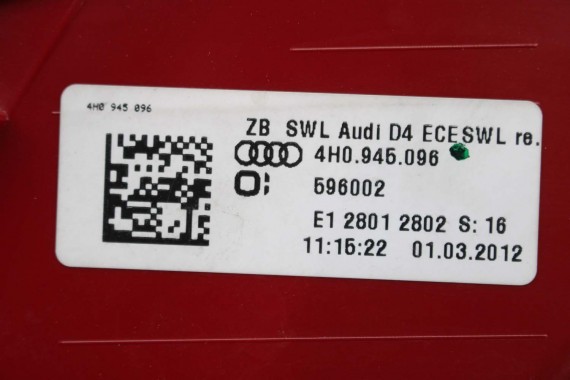 4H0 945 096
ZB SWL Audi D4 ECESWL re.
4H0.945.096
596002
E1 2801 2802 S: 16
11:15:22 01.03.2012